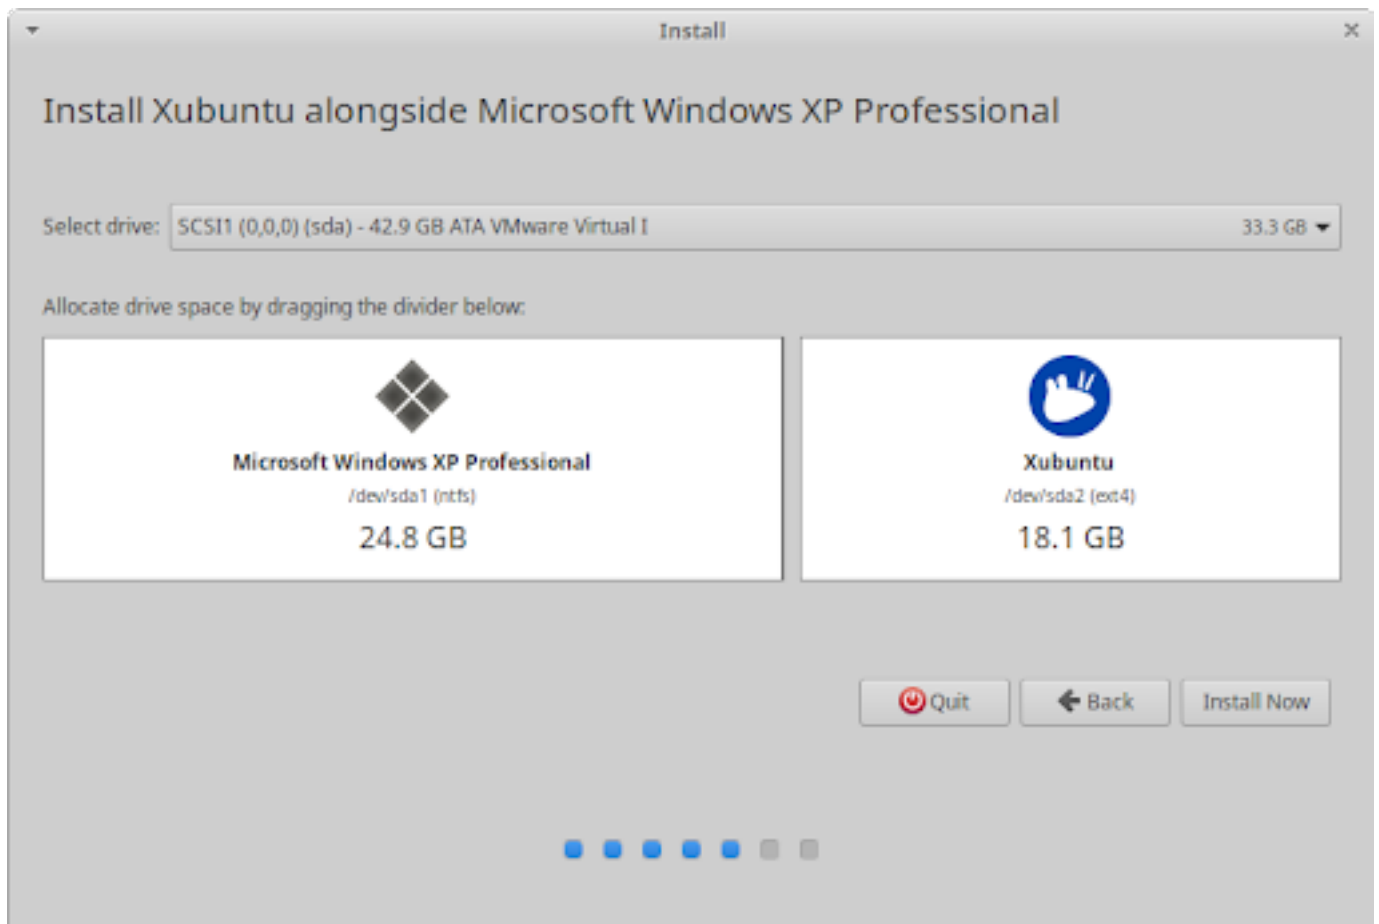 Install
Install Xubuntu alongside Microsoft Windows XP Professional
Select drive: SCSI1 (0,0,0) (sda) - 42.9 GB ATA VMware Virtual I 33.3 GB
Allocate drive space by dragging the divider below:
Microsoft Windows XP Professional
/dev/sda1 (ntfs)
24.8 GB
Xubuntu
/dev/sda2 (ext4)
18.1 GB
Quit Back Install Now